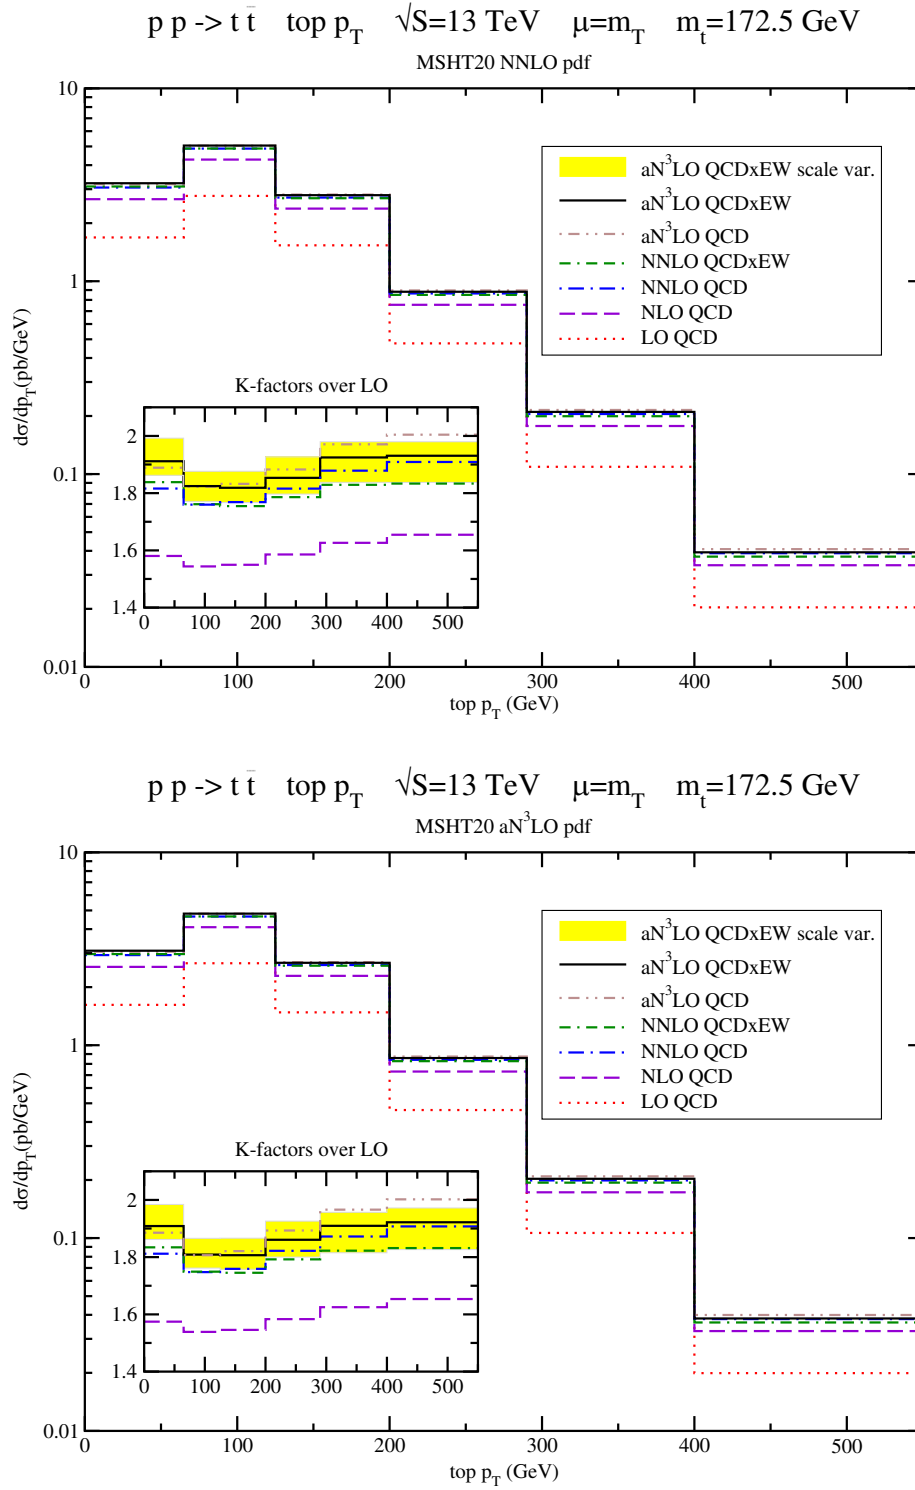 p p -> t t̄ top p_T √S=13 TeV μ=m_T m_t=172.5 GeV
MSHT20 NNLO pdf
10
1
0.1
0.01
dσ/dp_T(pb/GeV)
aN³LO QCDxEW scale var.
aN³LO QCDxEW
aN³LO QCD
NNLO QCDxEW
NNLO QCD
NLO QCD
LO QCD
K-factors over LO
2
1.8
1.6
1.4
0 100 200 300 400 500
0 100 200 300 400 500
top p_T (GeV)
p p -> t t̄ top p_T √S=13 TeV μ=m_T m_t=172.5 GeV
MSHT20 aN³LO pdf
10
1
0.1
0.01
dσ/dp_T(pb/GeV)
aN³LO QCDxEW scale var.
aN³LO QCDxEW
aN³LO QCD
NNLO QCDxEW
NNLO QCD
NLO QCD
LO QCD
K-factors over LO
2
1.8
1.6
1.4
0 100 200 300 400 500
0 100 200 300 400 500
top p_T (GeV)